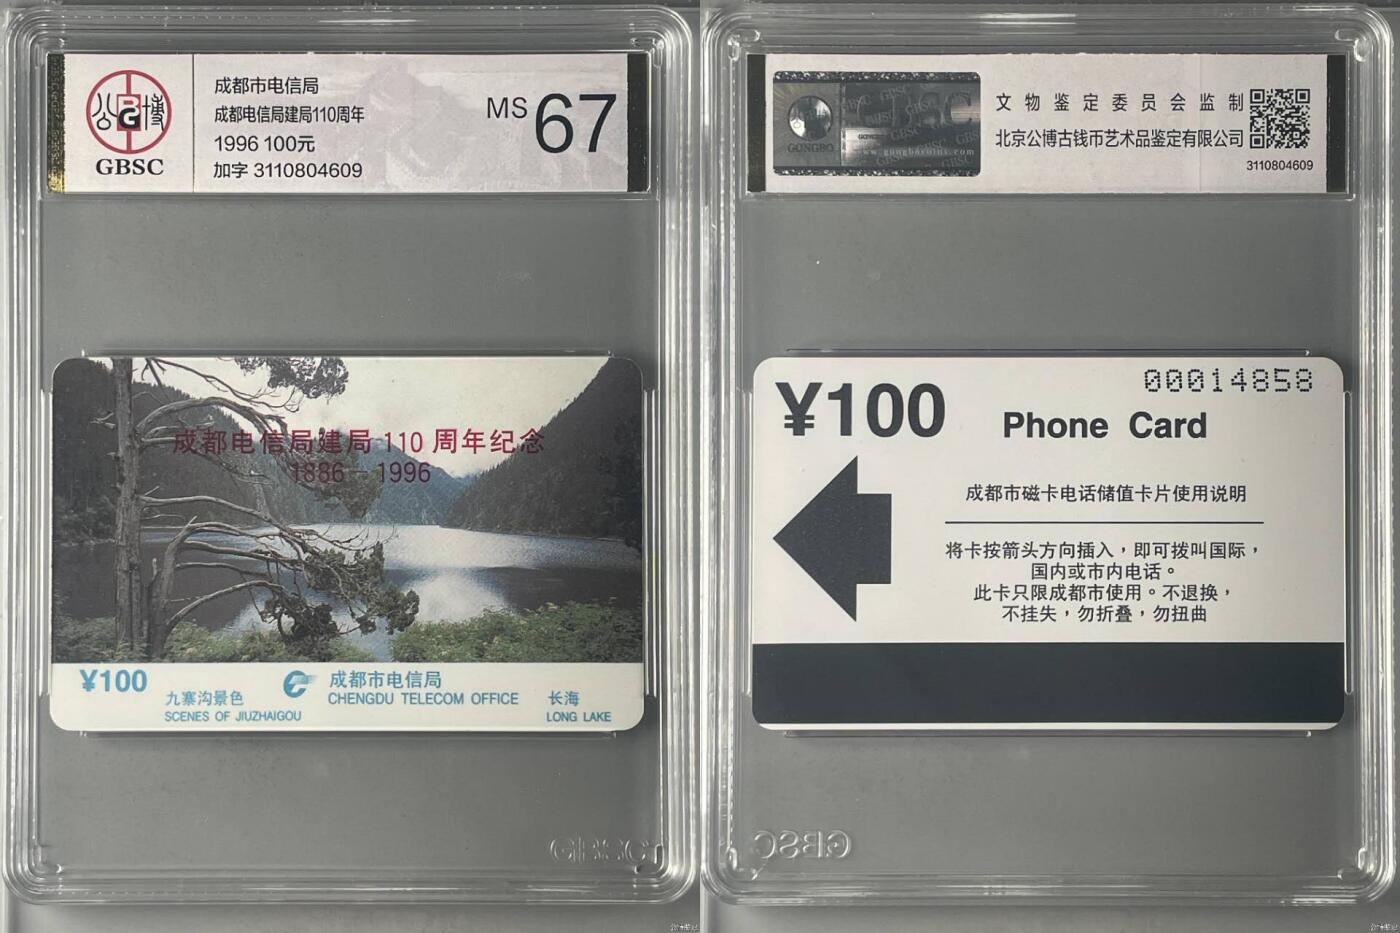 公博
GBSC
成都市电信局
成都电信局建局110周年
1996 100元
加字 3110804609
MS 67
成都电信局建局 110 周年纪念
1886－1996
¥100
九寨沟景色
SCENES OF JIUZHAIGOU
成都市电信局
CHENGDU TELECOM OFFICE
长海
LONG LAKE
GBSC
GONGBO
GBSC
文物鉴定委员会监制
北京公博古钱币艺术品鉴定有限公司
3110804609
¥100
00014858
Phone Card
成都市磁卡电话储值卡片使用说明
将卡按箭头方向插入，即可拨叫国际，
国内或市内电话。
此卡只限成都市使用。不退换，
不挂失，勿折叠，勿扭曲
GBSC